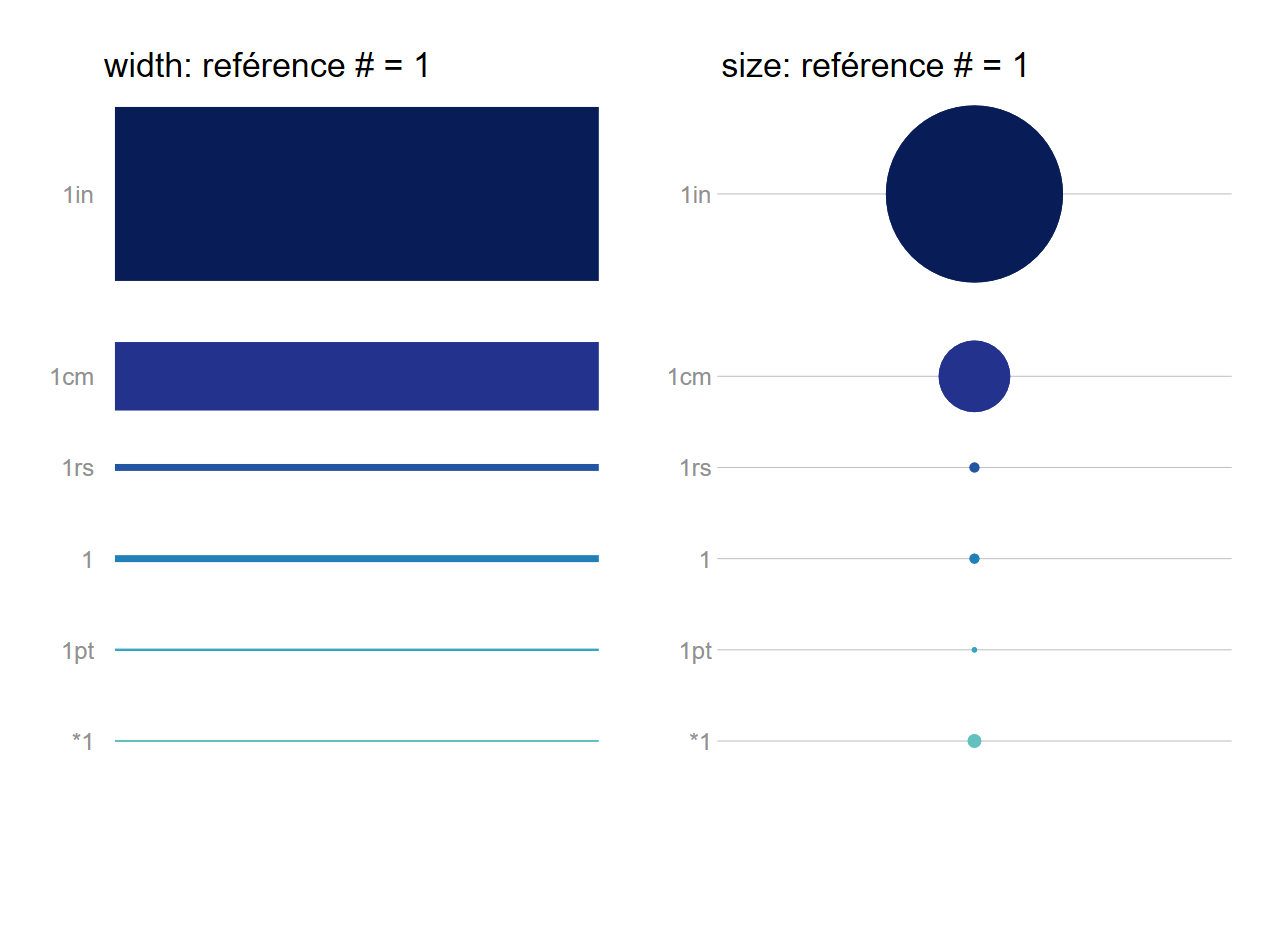 width: reférence # = 1
1in
1cm
1rs
1
1pt
*1
size: reférence # = 1
1in
1cm
1rs
1
1pt
*1